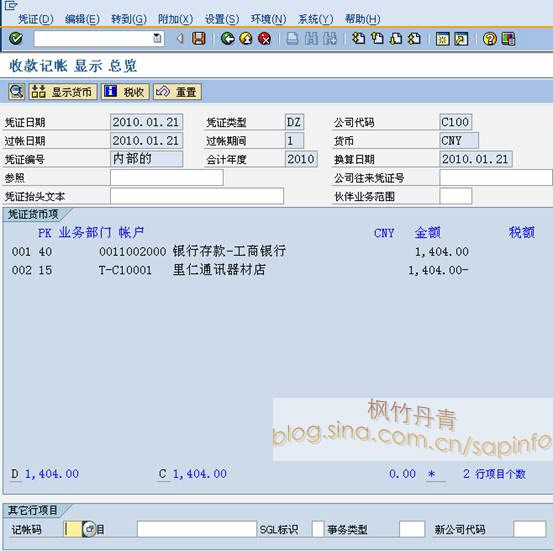 凭证(D) 编辑(E) 转到(G) 附加(X) 设置(S) 环境(N) 系统(Y) 帮助(H)
收款记帐 显示 总览
显示货币 税收 重置
凭证日期 2010.01.21 凭证类型 DZ 公司代码 C100
过帐日期 2010.01.21 过帐期间 1 货币 CNY
凭证编号 内部的 会计年度 2010 换算日期 2010.01.21
参照 公司往来凭证号
凭证抬头文本 伙伴业务范围
凭证货币项
PK 业务部门 帐户 CNY 金额 税额
001 40 0011002000 银行存款-工商银行 1,404.00
002 15 T-C10001 里仁通讯器材店 1,404.00-
枫竹丹青
blog.sina.com.cn/sapinfo
D 1,404.00 C 1,404.00 0.00 * 2 行项目个数
其它行项目
记帐码 目 SGL标识 事务类型 新公司代码